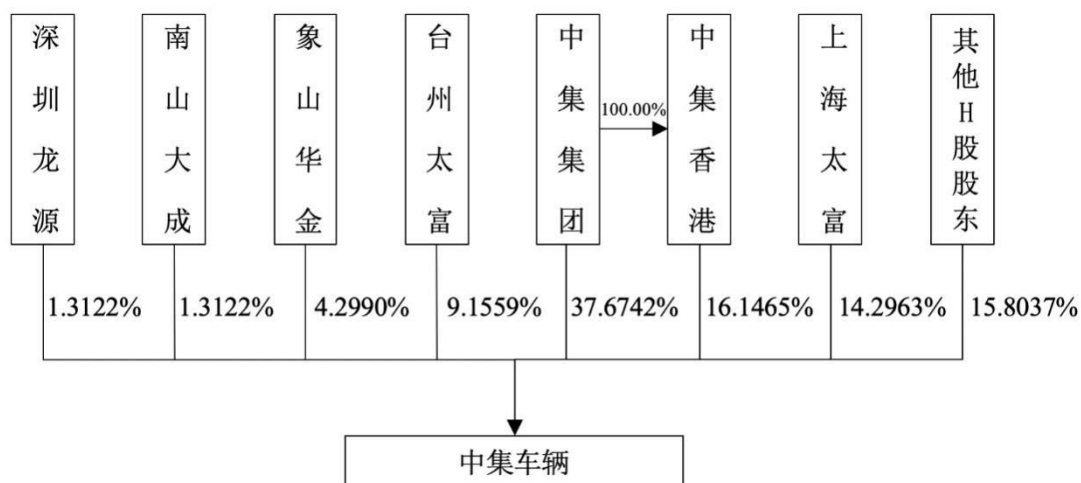 深圳龙源
南山大成
象山华金
台州太富
中集集团
100.00%
中集香港
上海太富
其他H股股东
1.3122%
1.3122%
4.2990%
9.1559%
37.6742%
16.1465%
14.2963%
15.8037%
中集车辆